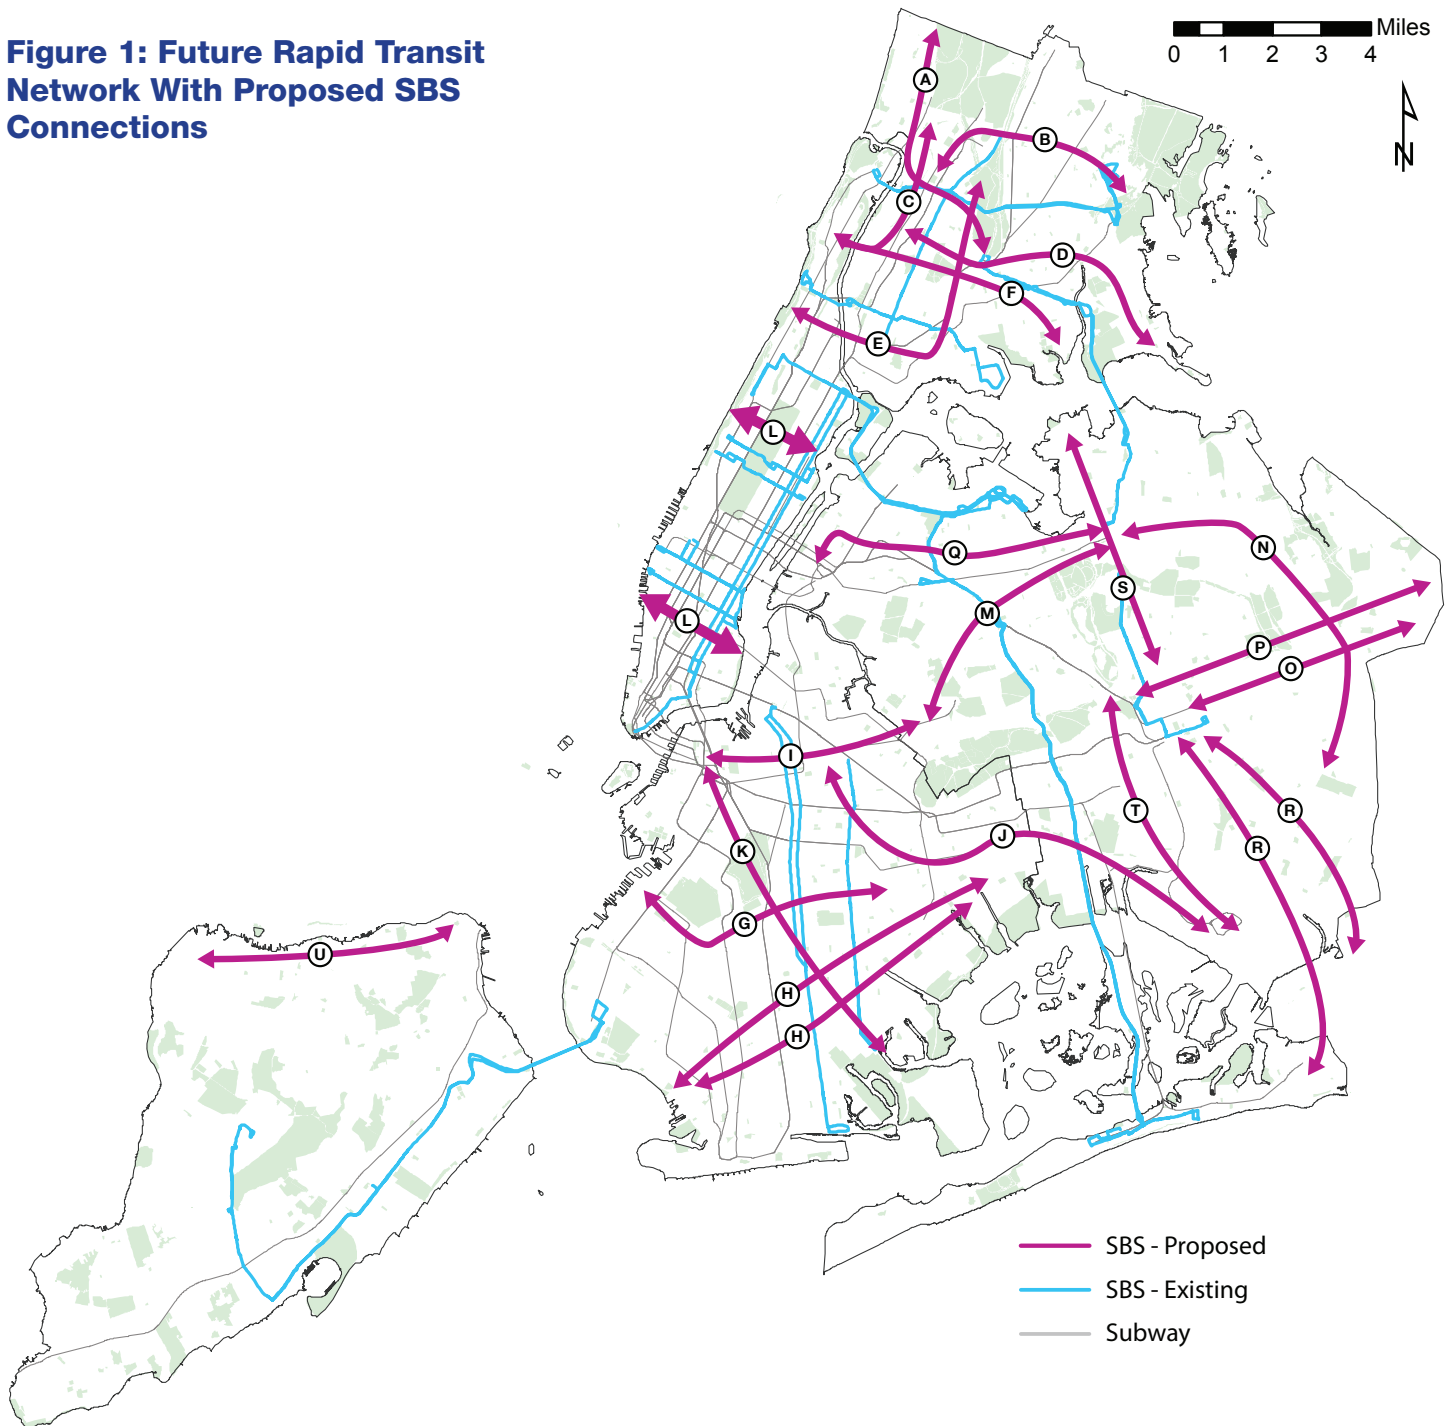 Figure 1: Future Rapid Transit
Network With Proposed SBS
Connections
Miles
0 1 2 3 4
N
A
B
C
D
F
E
L
Q
N
S
M
L
P
O
I
T
R
J
R
K
G
U
H
H
SBS - Proposed
SBS - Existing
Subway